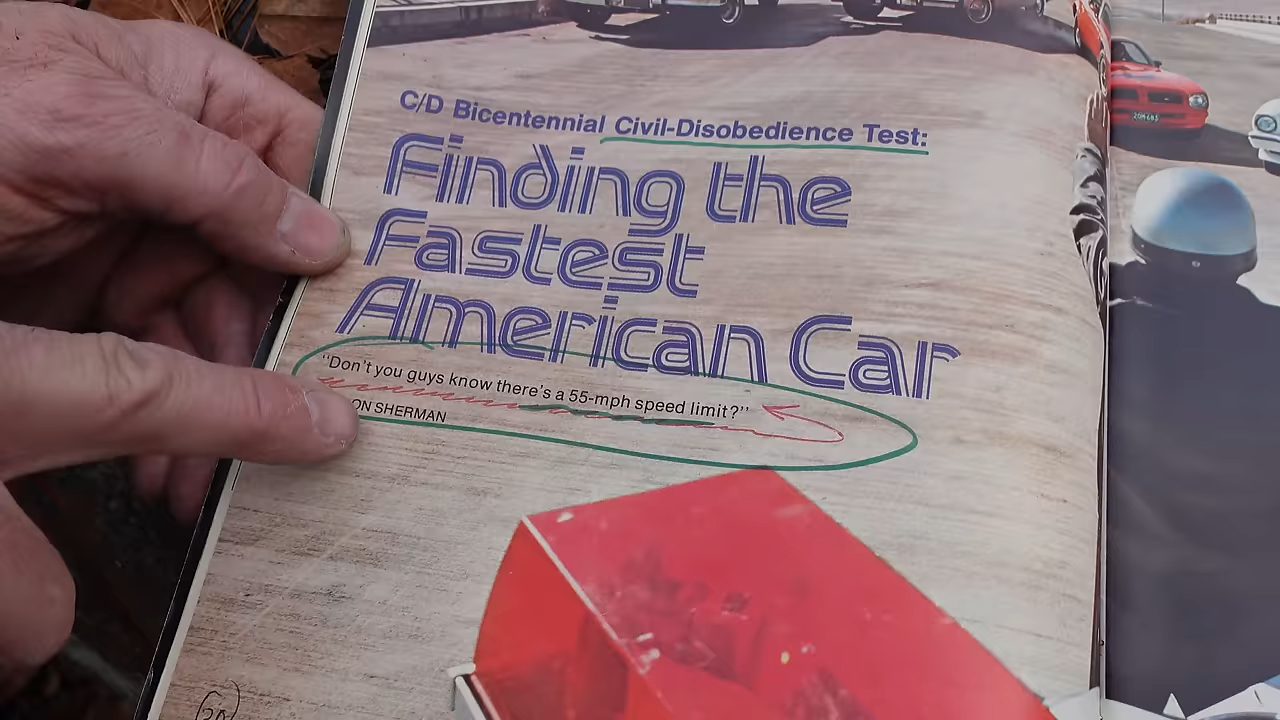 C/D Bicentennial Civil-Disobedience Test:
Finding the
Fastest
American Car
"Don't you guys know there's a 55-mph speed limit?"
ON SHERMAN